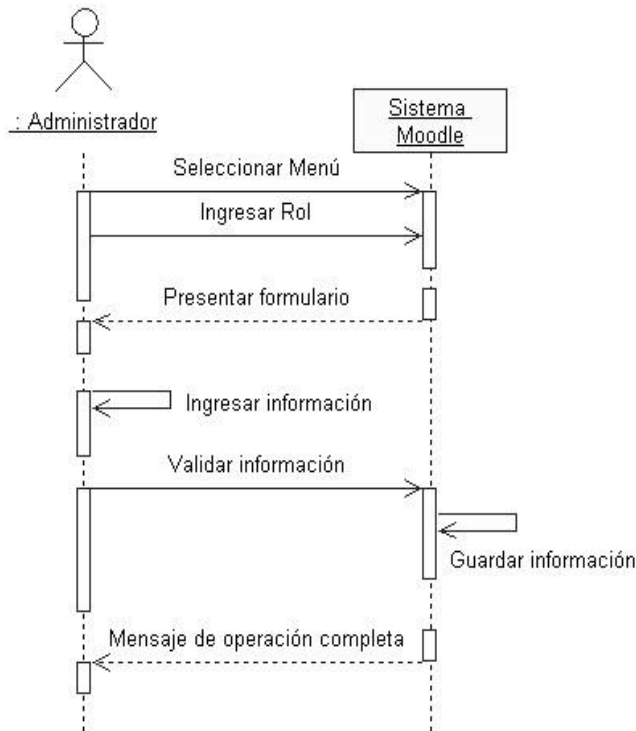 : Administrador
Sistema
Moodle
Seleccionar Menú
Ingresar Rol
Presentar formulario
Ingresar información
Validar información
Guardar información
Mensaje de operación completa